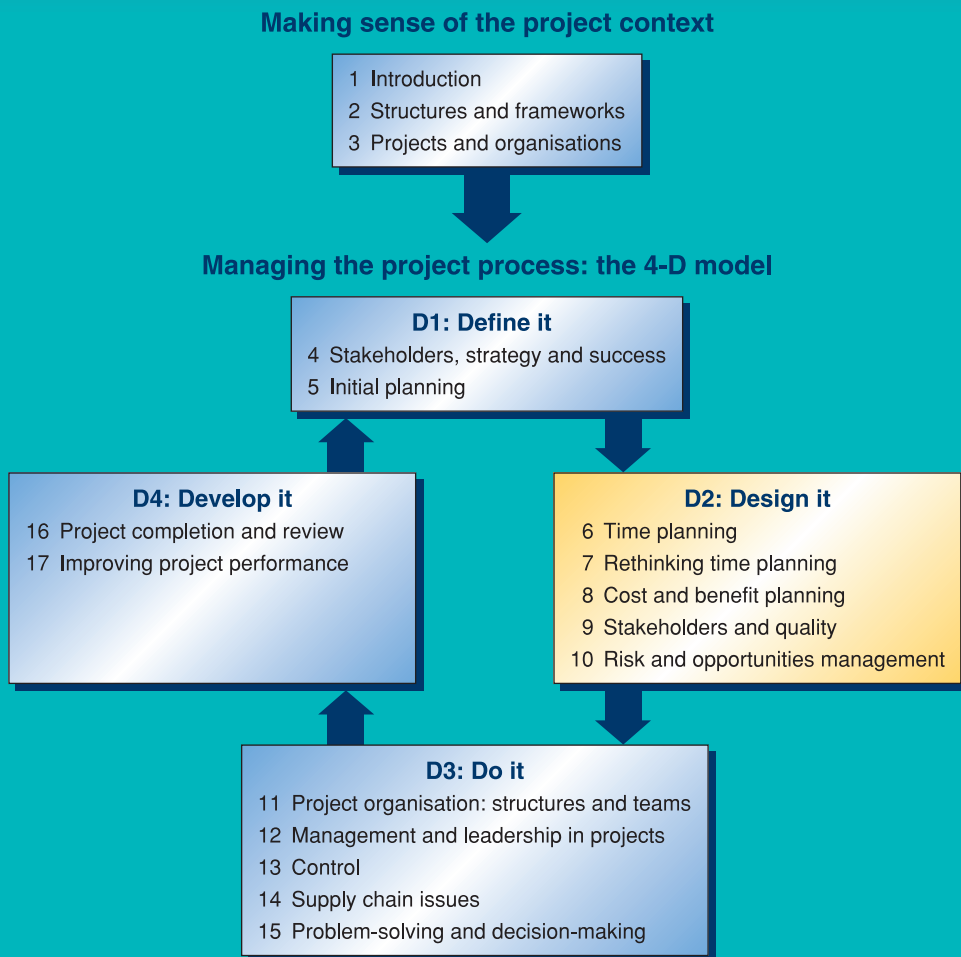 Making sense of the project context
1 Introduction
2 Structures and frameworks
3 Projects and organisations
Managing the project process: the 4-D model
D1: Define it
4 Stakeholders, strategy and success
5 Initial planning
D4: Develop it
16 Project completion and review
17 Improving project performance
D2: Design it
6 Time planning
7 Rethinking time planning
8 Cost and benefit planning
9 Stakeholders and quality
10 Risk and opportunities management
D3: Do it
11 Project organisation: structures and teams
12 Management and leadership in projects
13 Control
14 Supply chain issues
15 Problem-solving and decision-making